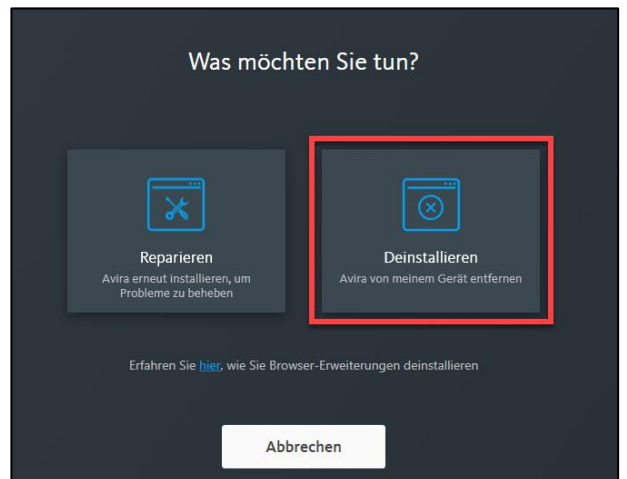 Was möchten Sie tun?
Reparieren
Avira erneut installieren, um
Probleme zu beheben
Deinstallieren
Avira von meinem Gerät entfernen
Erfahren Sie hier, wie Sie Browser-Erweiterungen deinstallieren
Abbrechen